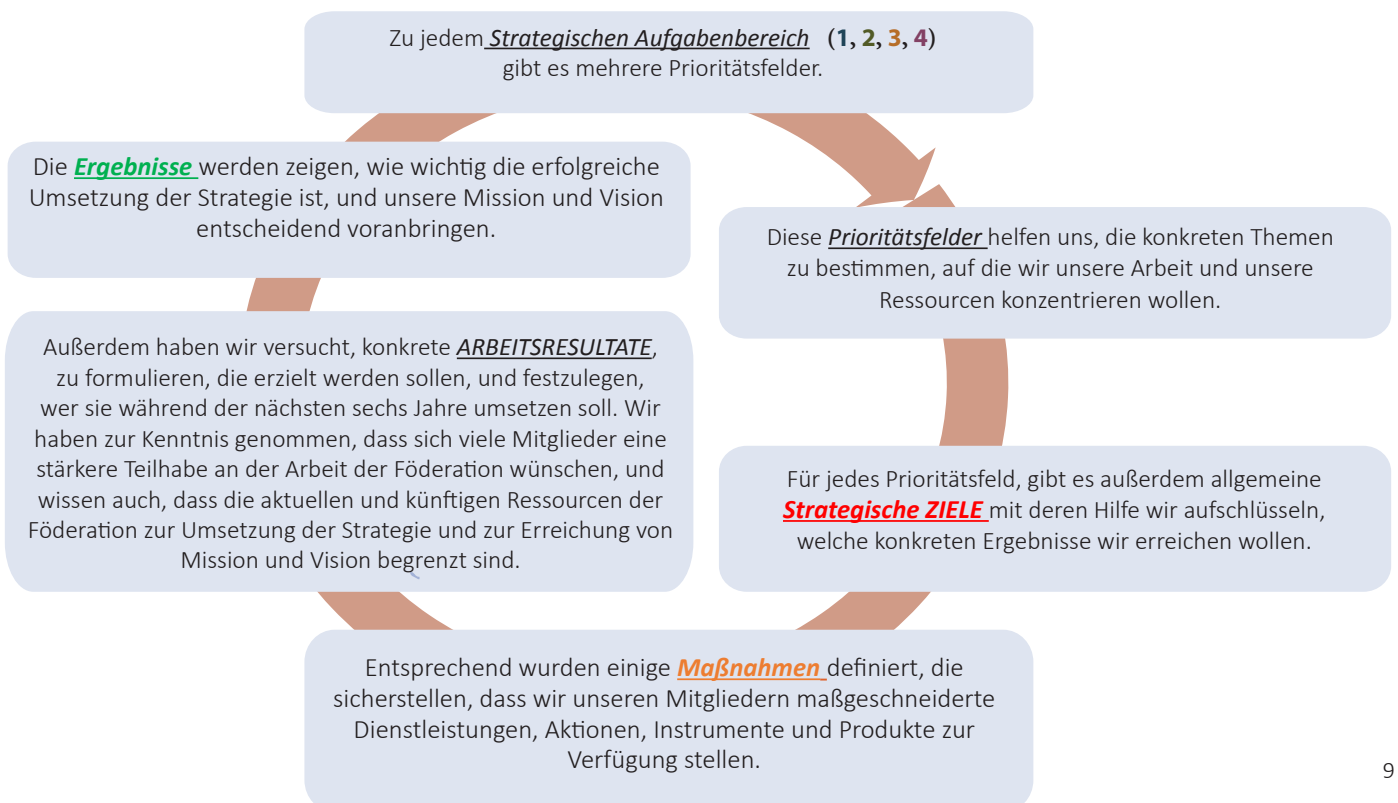 Zu jedem Strategischen Aufgabenbereich (1, 2, 3, 4)
gibt es mehrere Prioritätsfelder.
Diese Prioritätsfelder helfen uns, die konkreten Themen
zu bestimmen, auf die wir unsere Arbeit und unsere
Ressourcen konzentrieren wollen.
Für jedes Prioritätsfeld, gibt es außerdem allgemeine
Strategische ZIELE mit deren Hilfe wir aufschlüsseln,
welche konkreten Ergebnisse wir erreichen wollen.
Entsprechend wurden einige Maßnahmen definiert, die
sicherstellen, dass wir unseren Mitgliedern maßgeschneiderte
Dienstleistungen, Aktionen, Instrumente und Produkte zur
Verfügung stellen.
Außerdem haben wir versucht, konkrete ARBEITSRESULTATE,
zu formulieren, die erzielt werden sollen, und festzulegen,
wer sie während der nächsten sechs Jahre umsetzen soll. Wir
haben zur Kenntnis genommen, dass sich viele Mitglieder eine
stärkere Teilhabe an der Arbeit der Föderation wünschen, und
wissen auch, dass die aktuellen und künftigen Ressourcen der
Föderation zur Umsetzung der Strategie und zur Erreichung von
Mission und Vision begrenzt sind.
Die Ergebnisse werden zeigen, wie wichtig die erfolgreiche
Umsetzung der Strategie ist, und unsere Mission und Vision
entscheidend voranbringen.
9